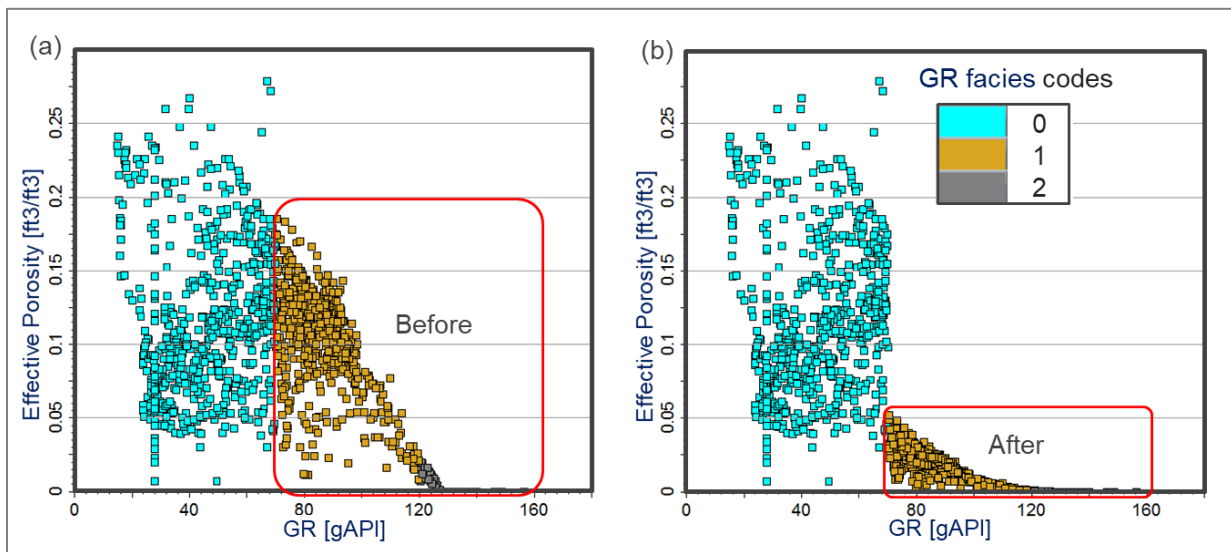 (a)
Effective Porosity [ft3/ft3]
0.25
0.2
0.15
0.1
0.05
0
Before
0
40
80
120
160
GR [gAPI]
(b)
Effective Porosity [ft3/ft3]
0.25
0.2
0.15
0.1
0.05
0
GR facies codes
0
1
2
After
0
40
80
120
160
GR [gAPI]